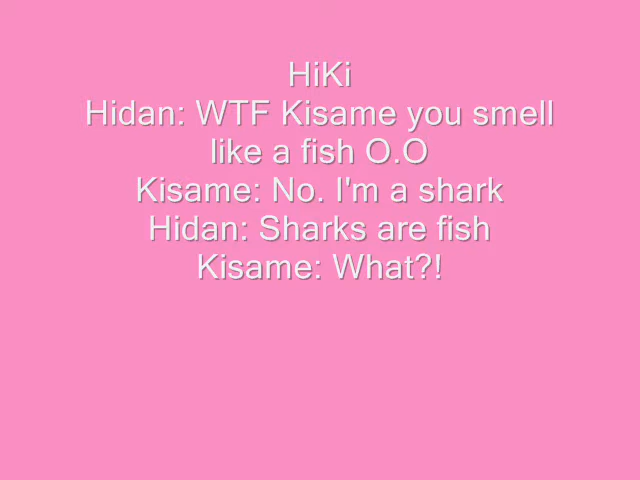 HiKi
Hidan: WTF Kisame you smell
like a fish O.O
Kisame: No. I'm a shark
Hidan: Sharks are fish
Kisame: What?!